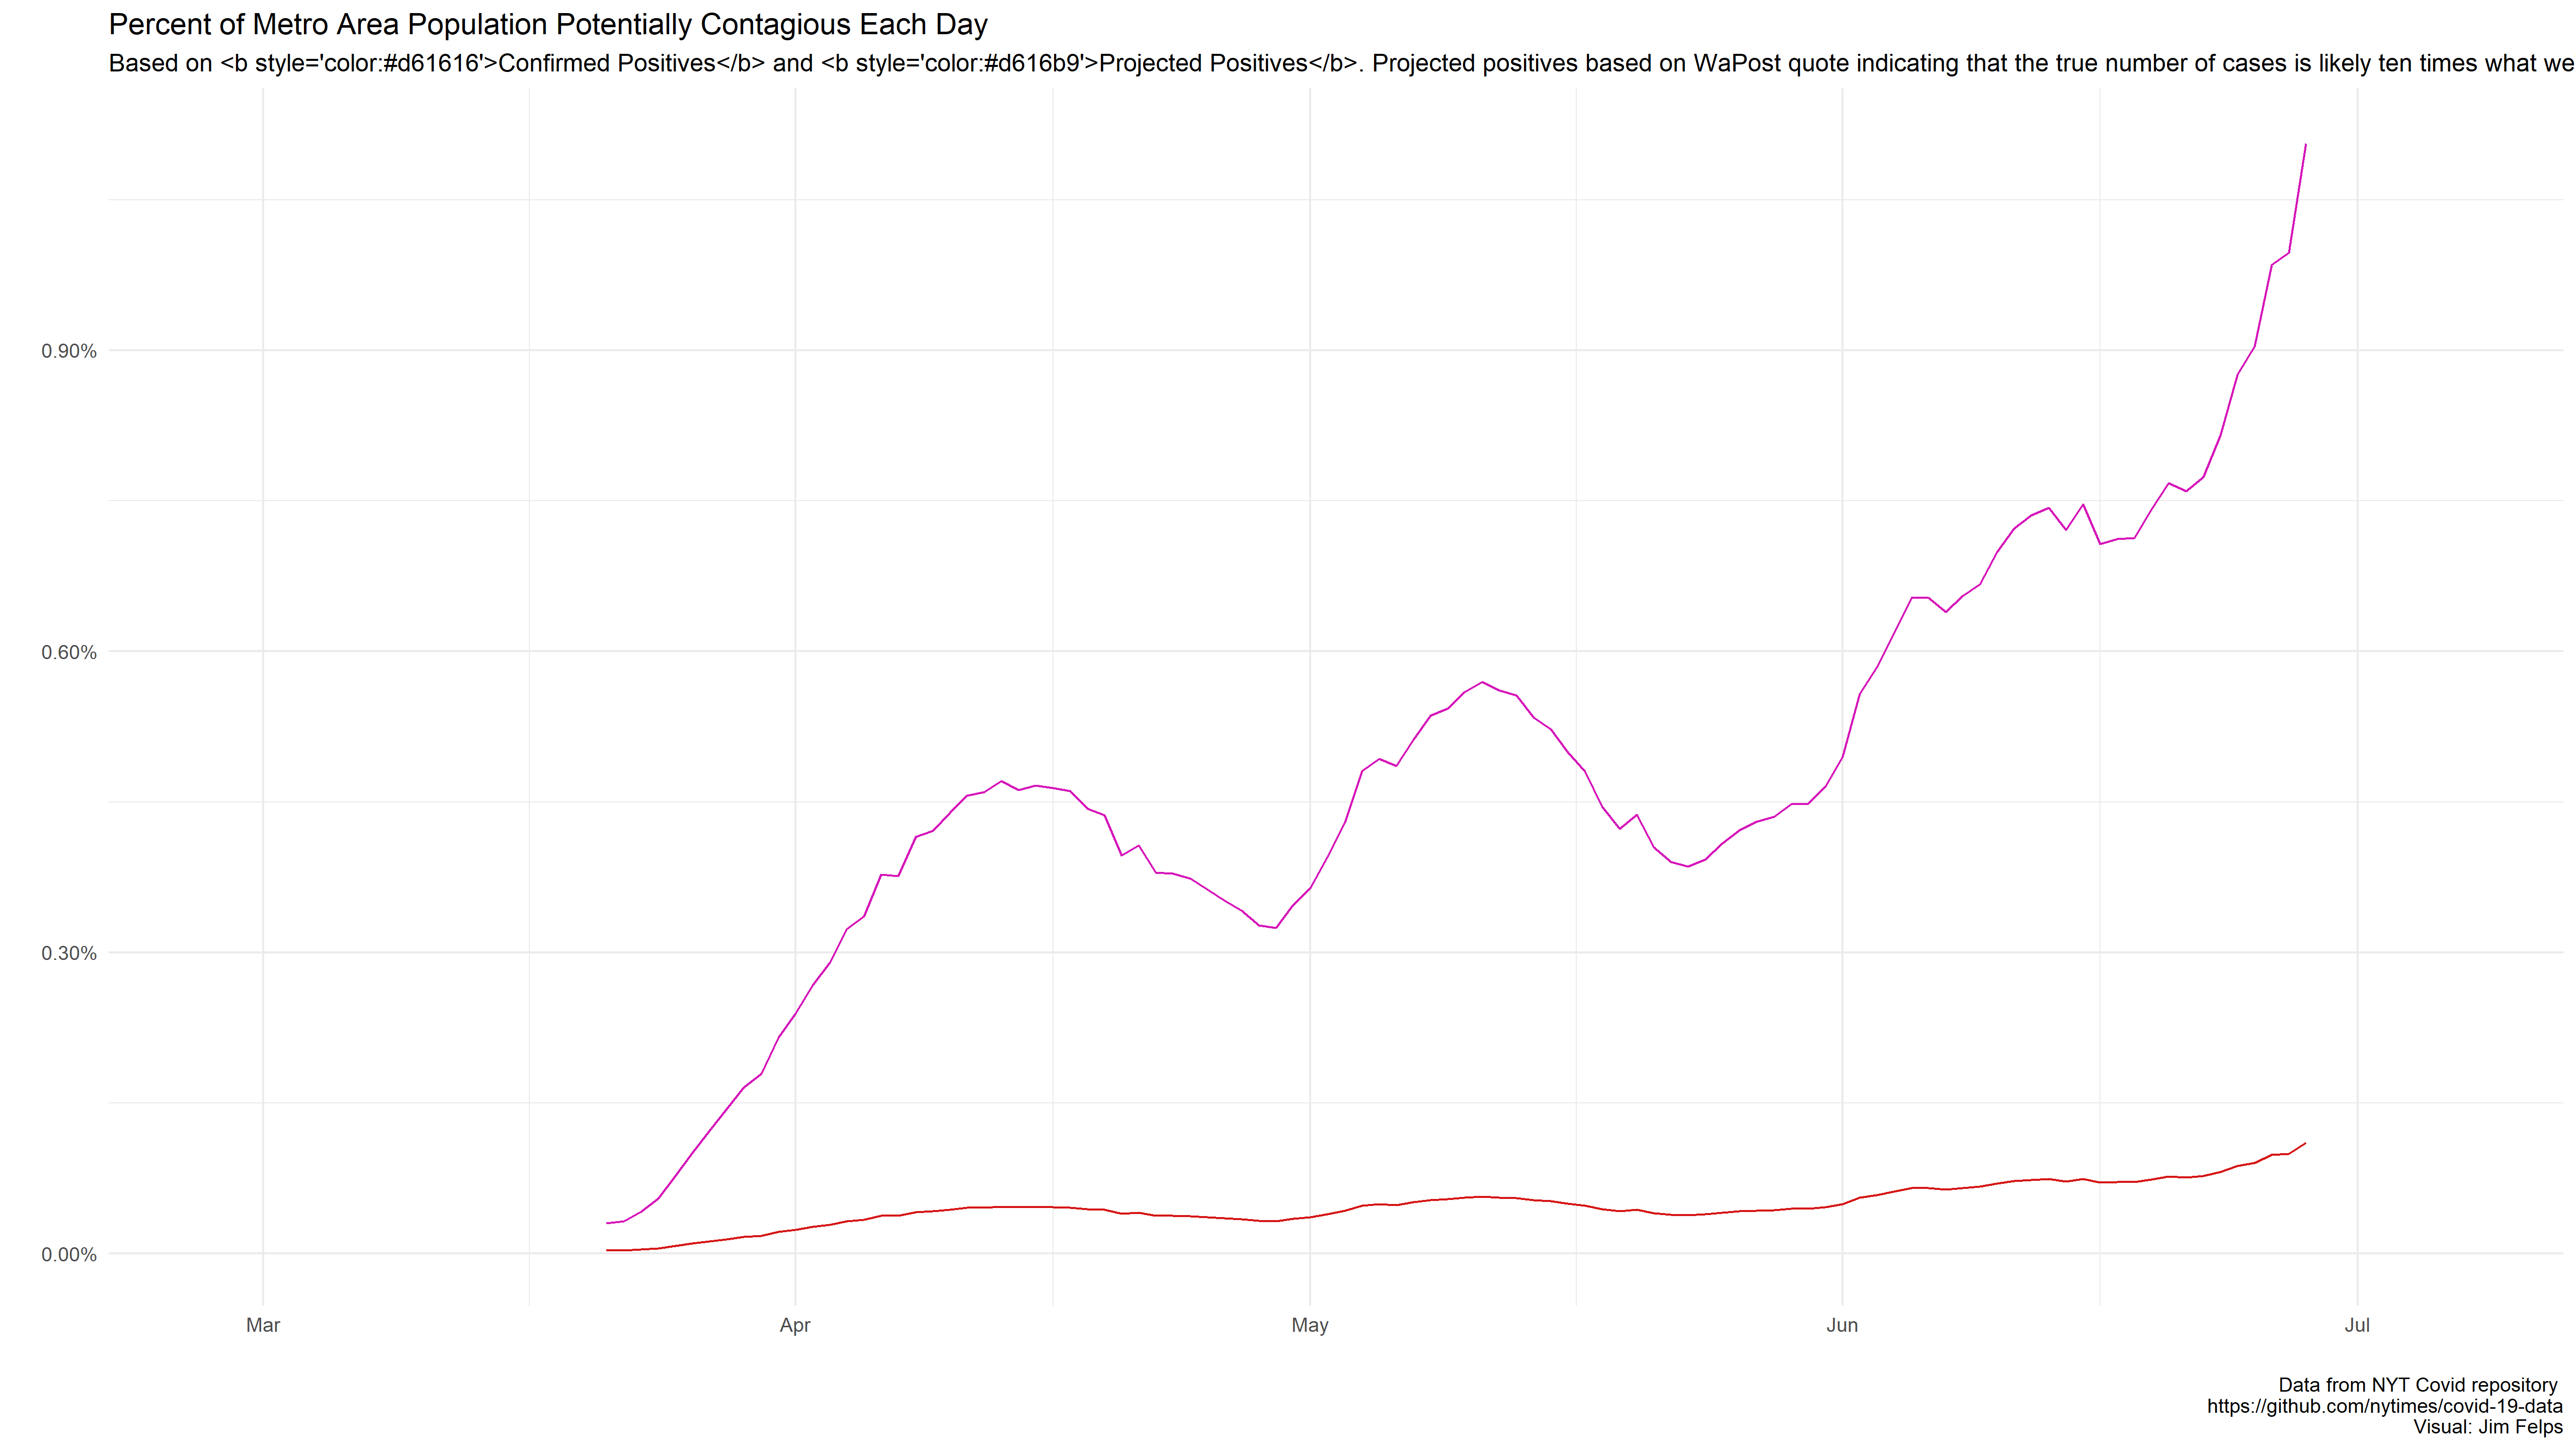 Percent of Metro Area Population Potentially Contagious Each Day
Based on <b style='color:#d61616'>Confirmed Positives</b> and <b style='color:#d616b9'>Projected Positives</b>. Projected positives based on WaPost quote indicating that the true number of cases is likely ten times what we
0.90%
0.60%
0.30%
0.00%
Mar Apr May Jun Jul
Data from NYT Covid repository
https://github.com/nytimes/covid-19-data
Visual: Jim Felps